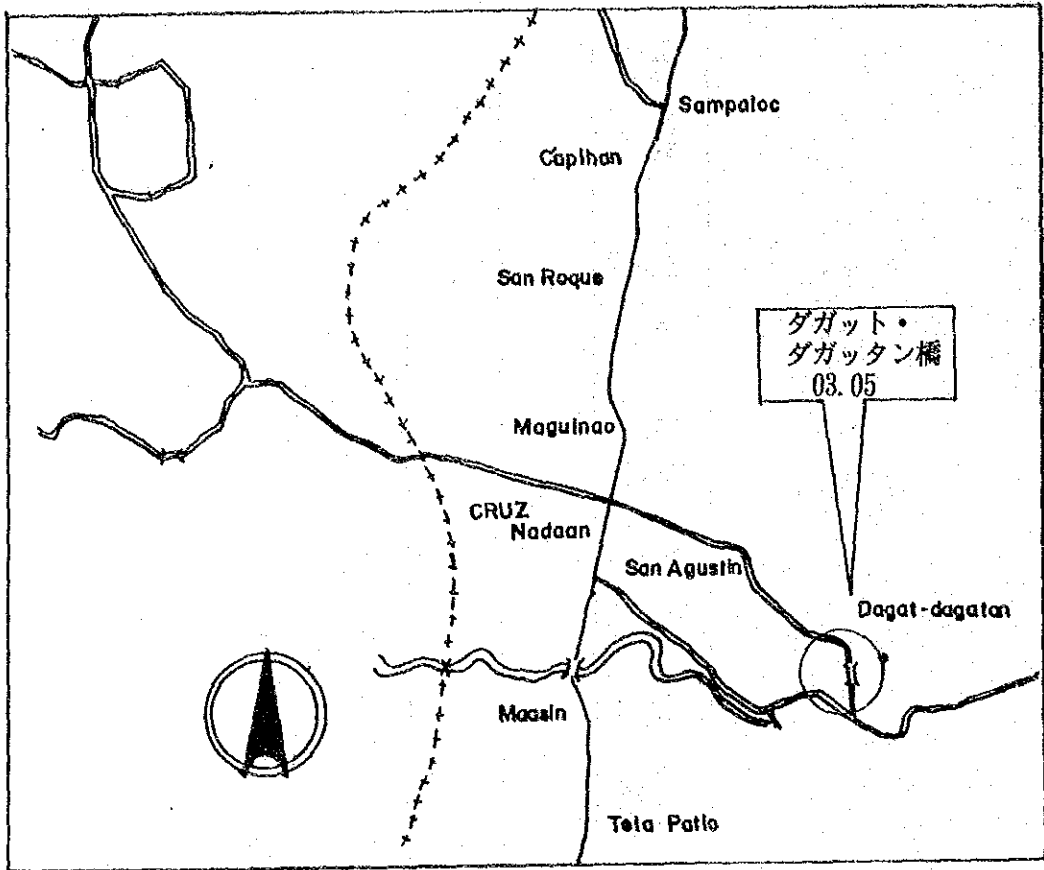 Sampaloc
Capihan
San Roque
ダガット・
ダガッタン橋
03.05
Maguinao
CRUZ
Nadaan
San Agustin
Dagat-dagatan
Maasin
Tela Patio